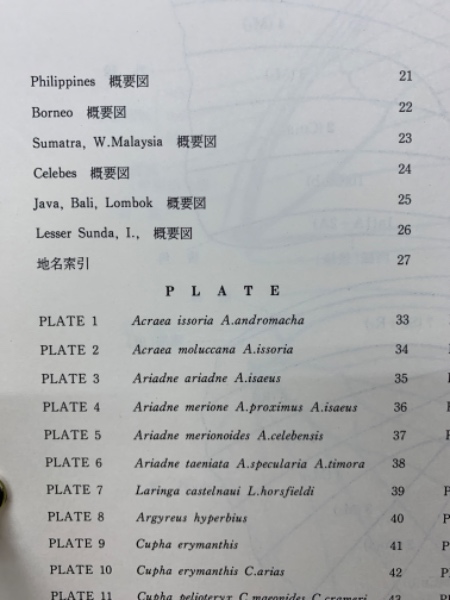 Philippines 概要図 21
Borneo 概要図 22
Sumatra, W.Malaysia 概要図 23
Celebes 概要図 24
Java, Bali, Lombok 概要図 25
Lesser Sunda, I., 概要図 26
地名索引 27
PLATE
PLATE 1 Acraea issoria A.andromacha 33
PLATE 2 Acraea moluccana A.issoria 34
PLATE 3 Ariadne ariadne A.isaeus 35
PLATE 4 Ariadne merione A.proximus A.isaeus 36
PLATE 5 Ariadne merionoides A.celebensis 37
PLATE 6 Ariadne taeniata A.specularia A.timora 38
PLATE 7 Laringa castelnaui L.horsfieldi 39
PLATE 8 Argyreus hyperbius 40
PLATE 9 Cupha erymanthis 41
PLATE 10 Cupha erymanthis C.arias 42
PLATE 11 Cupha